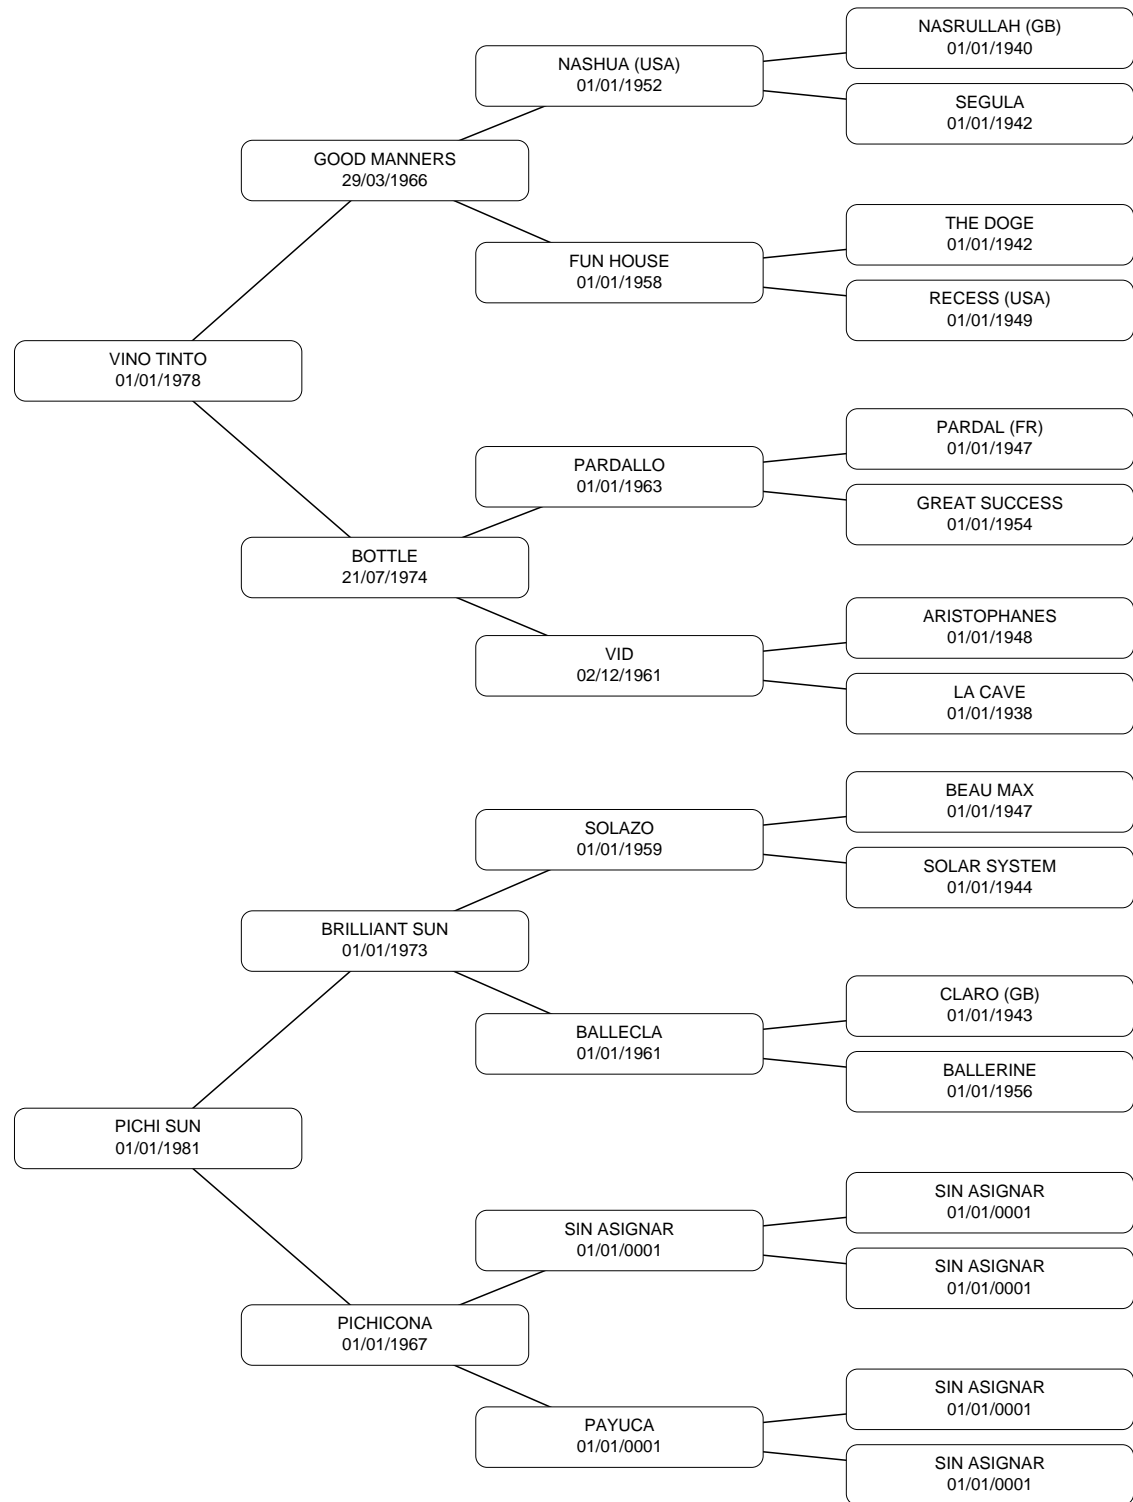 NASRULLAH (GB)
01/01/1940
NASHUA (USA)
01/01/1952
SEGULA
01/01/1942
GOOD MANNERS
29/03/1966
THE DOGE
01/01/1942
FUN HOUSE
01/01/1958
RECESS (USA)
01/01/1949
VINO TINTO
01/01/1978
PARDAL (FR)
01/01/1947
PARDALLO
01/01/1963
GREAT SUCCESS
01/01/1954
BOTTLE
21/07/1974
ARISTOPHANES
01/01/1948
VID
02/12/1961
LA CAVE
01/01/1938
BEAU MAX
01/01/1947
SOLAZO
01/01/1959
SOLAR SYSTEM
01/01/1944
BRILLIANT SUN
01/01/1973
CLARO (GB)
01/01/1943
BALLECLA
01/01/1961
BALLERINE
01/01/1956
PICHI SUN
01/01/1981
SIN ASIGNAR
01/01/0001
SIN ASIGNAR
01/01/0001
SIN ASIGNAR
01/01/0001
PICHICONA
01/01/1967
SIN ASIGNAR
01/01/0001
PAYUCA
01/01/0001
SIN ASIGNAR
01/01/0001